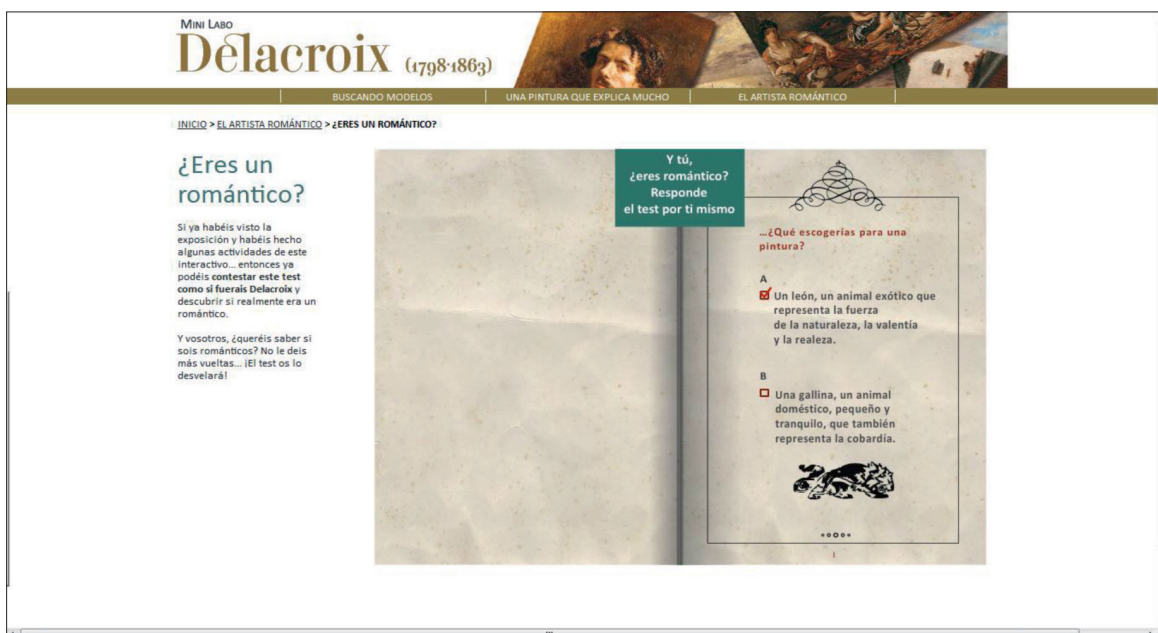 MINI LABO
Délacroix (1798·1863)
BUSCANDO MODELOS
UNA PINTURA QUE EXPLICA MUCHO
EL ARTISTA ROMÁNTICO
INICIO > EL ARTISTA ROMÁNTICO > ¿ERES UN ROMÁNTICO?
¿Eres un
romántico?
Si ya habéis visto la
exposición y habéis hecho
algunas actividades de este
interactivo... entonces ya
podéis contestar este test
como si fuerais Delacroix y
descubrir si realmente era un
romántico.
Y vosotros, ¿queréis saber si
sois románticos? No le deis
más vueltas... ¡El test os lo
desvelará!
Y tú,
¿eres romántico?
Responde
el test por ti mismo
...¿Qué escogerías para una
pintura?
A
Un león, un animal exótico que
representa la fuerza
de la naturaleza, la valentía
y la realeza.
B
Una gallina, un animal
doméstico, pequeño y
tranquilo, que también
representa la cobardía.
I